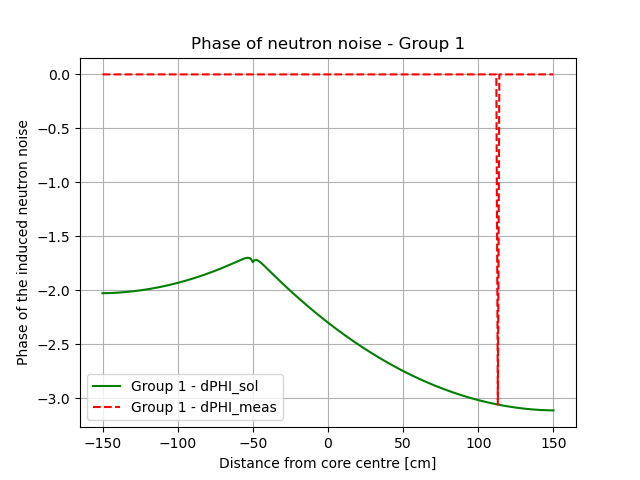 Phase of neutron noise - Group 1
Phase of the induced neutron noise
0.0
−0.5
−1.0
−1.5
−2.0
−2.5
−3.0
Group 1 - dPHI_sol
Group 1 - dPHI_meas
−150
−100
−50
0
50
100
150
Distance from core centre [cm]